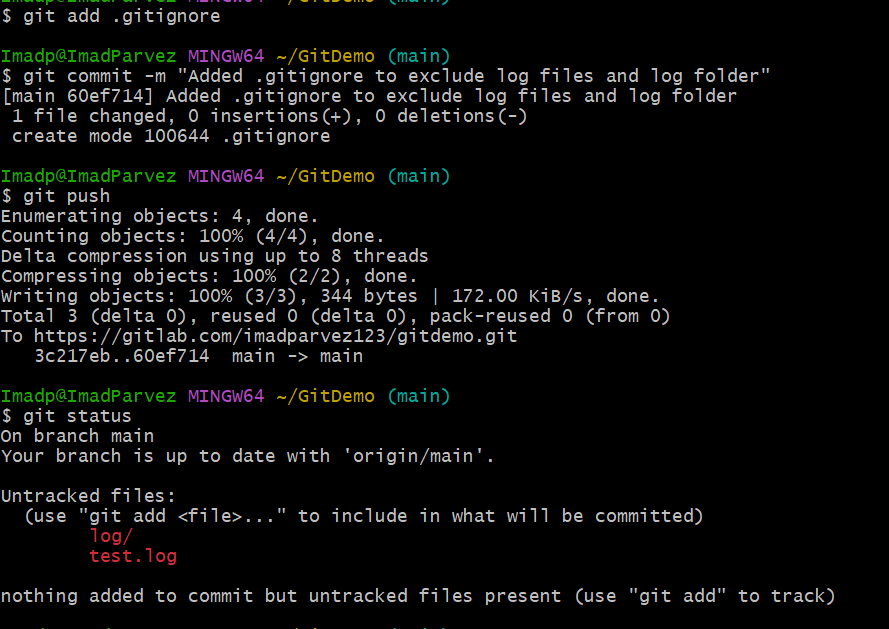 $ git add .gitignore
Imadp@ImadParvez MINGW64 ~/GitDemo (main)
$ git commit -m "Added .gitignore to exclude log files and log folder"
[main 60ef714] Added .gitignore to exclude log files and log folder
1 file changed, 0 insertions(+), 0 deletions(-)
create mode 100644 .gitignore
Imadp@ImadParvez MINGW64 ~/GitDemo (main)
$ git push
Enumerating objects: 4, done.
Counting objects: 100% (4/4), done.
Delta compression using up to 8 threads
Compressing objects: 100% (2/2), done.
Writing objects: 100% (3/3), 344 bytes | 172.00 KiB/s, done.
Total 3 (delta 0), reused 0 (delta 0), pack-reused 0 (from 0)
To https://gitlab.com/imadparvez123/gitdemo.git
3c217eb..60ef714  main -> main
Imadp@ImadParvez MINGW64 ~/GitDemo (main)
$ git status
On branch main
Your branch is up to date with 'origin/main'.
Untracked files:
(use "git add <file>..." to include in what will be committed)
log/
test.log
nothing added to commit but untracked files present (use "git add" to track)